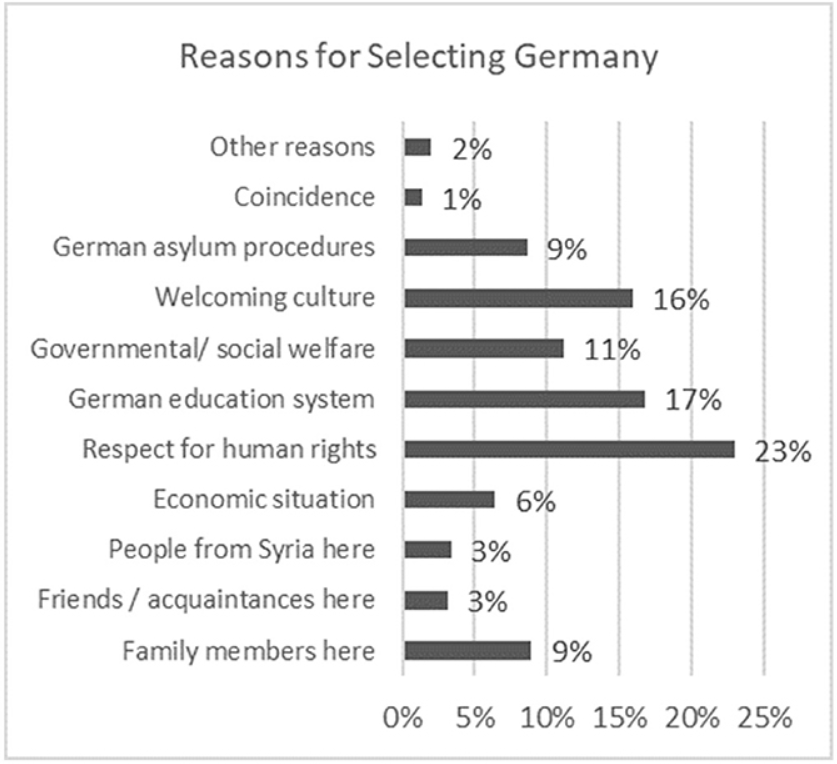 Reasons for Selecting Germany
Other reasons 2%
Coincidence 1%
German asylum procedures 9%
Welcoming culture 16%
Governmental/ social welfare 11%
German education system 17%
Respect for human rights 23%
Economic situation 6%
People from Syria here 3%
Friends / acquaintances here 3%
Family members here 9%
0% 5% 10% 15% 20% 25%